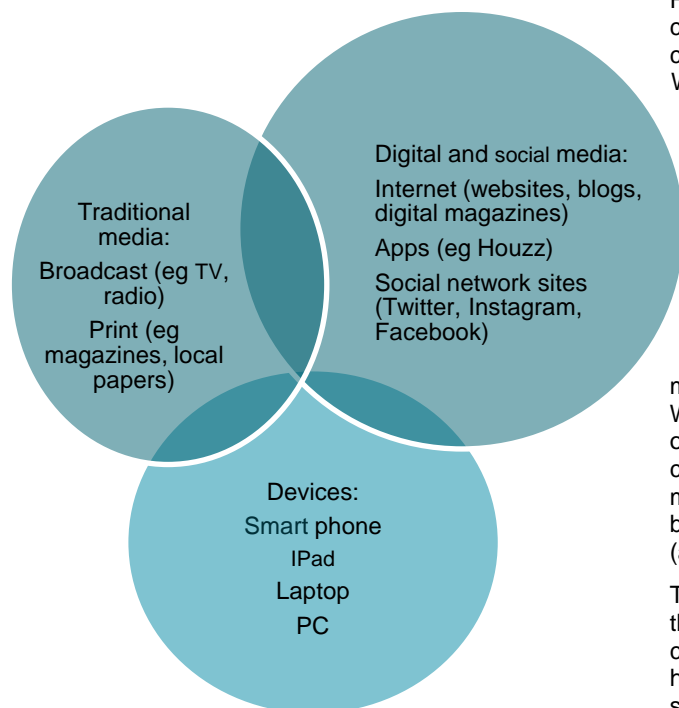 Traditional
media:
Broadcast (eg TV,
radio)
Print (eg
magazines, local
papers)
Digital and social media:
Internet (websites, blogs,
digital magazines)
Apps (eg Houzz)
Social network sites
(Twitter, Instagram,
Facebook)
Devices:
Smart phone
IPad
Laptop
PC